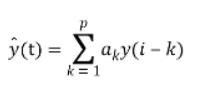 ŷ(t) = ∑_{k = 1}^{p} a_k y(i − k)